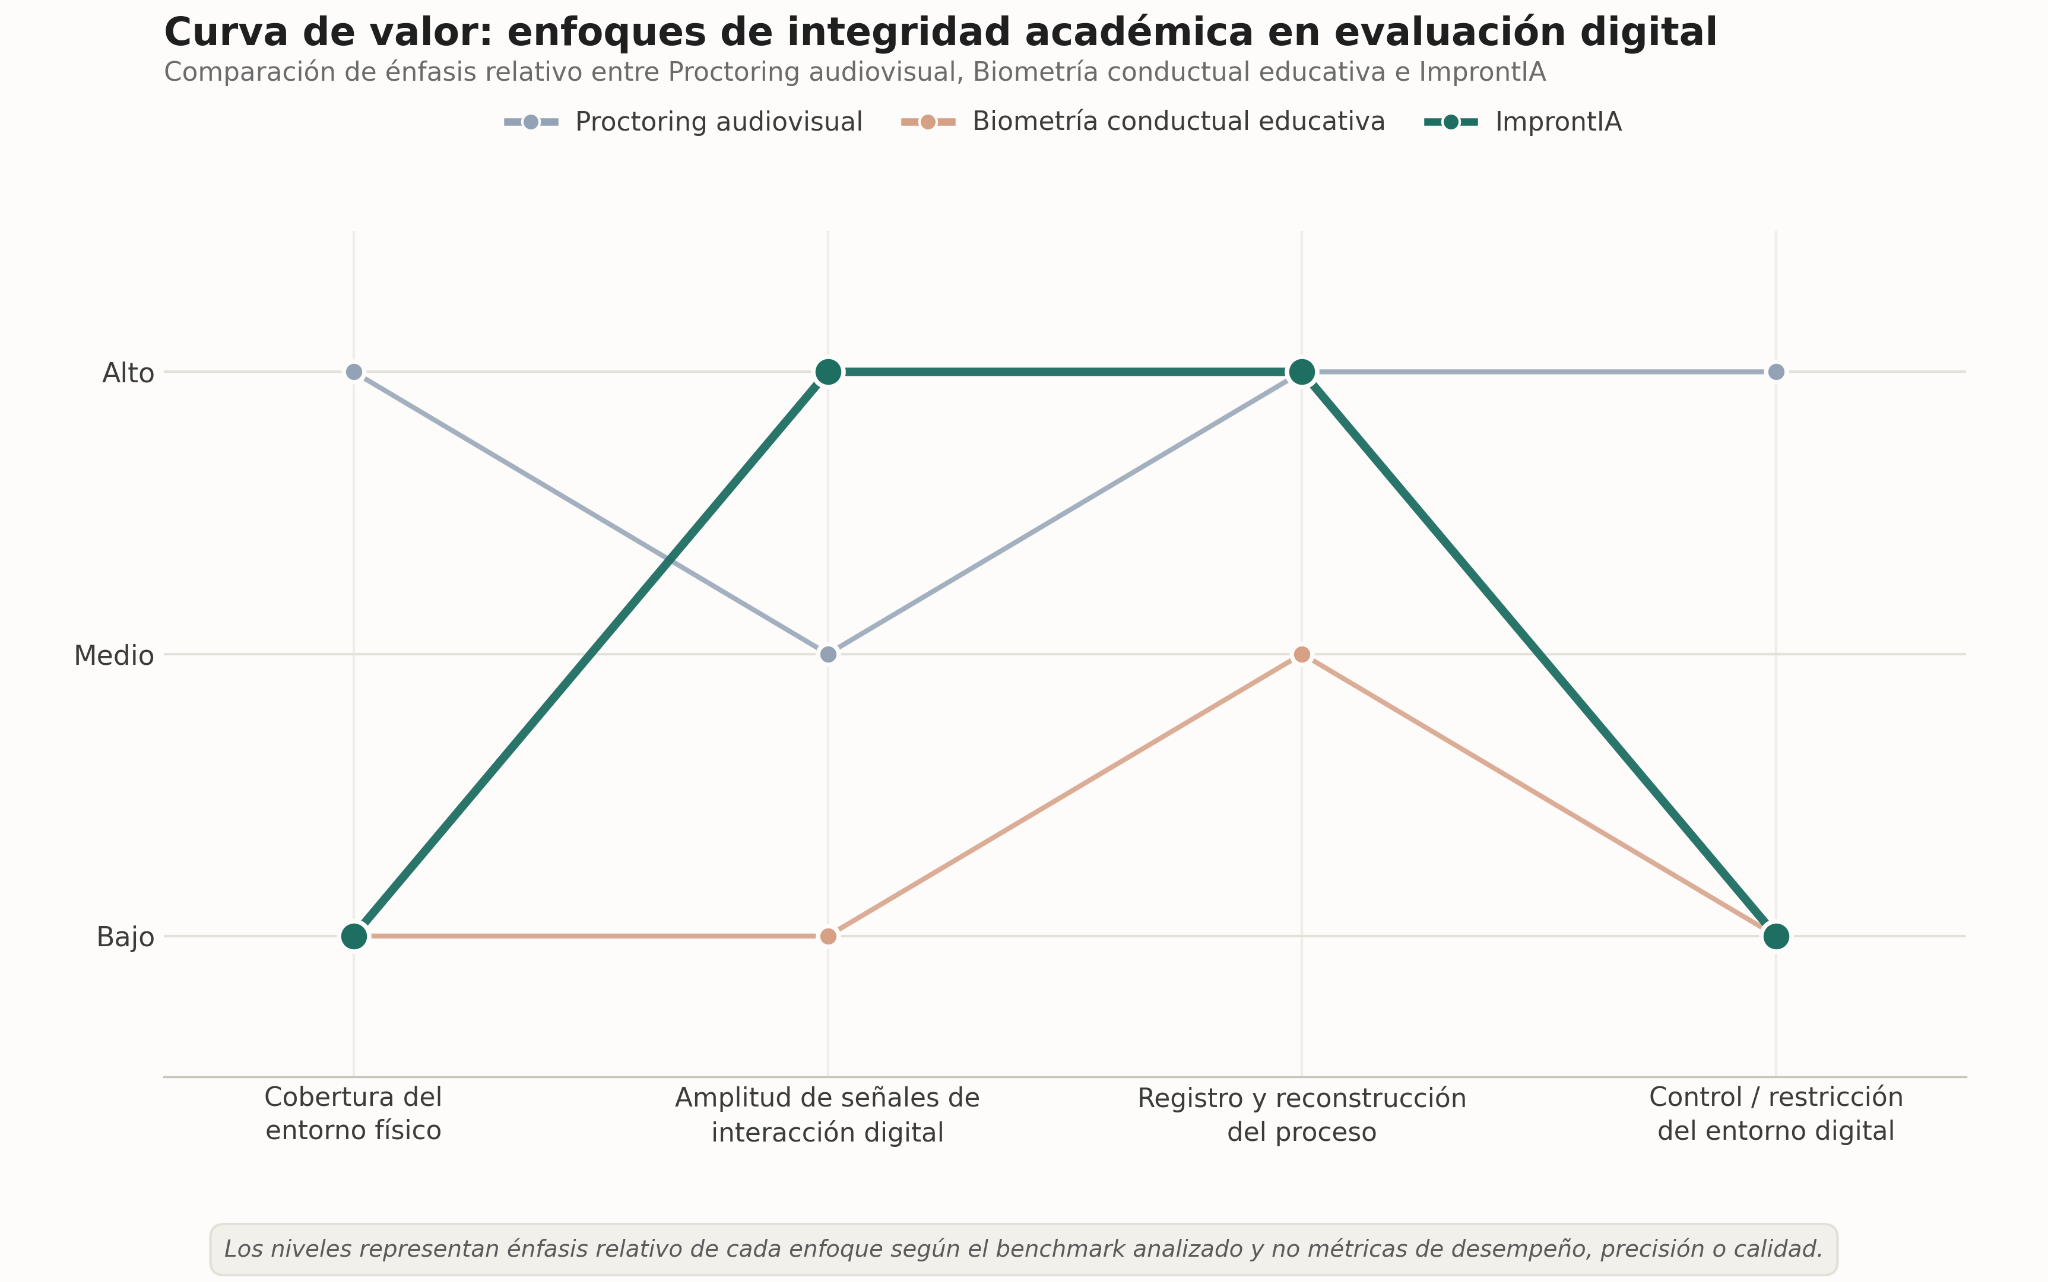 Curva de valor: enfoques de integridad académica en evaluación digital
Comparación de énfasis relativo entre Proctoring audiovisual, Biometría conductual educativa e ImprontIA
Proctoring audiovisual
Biometría conductual educativa
ImprontIA
Alto
Medio
Bajo
Cobertura del
entorno físico
Amplitud de señales de
interacción digital
Registro y reconstrucción
del proceso
Control / restricción
del entorno digital
Los niveles representan énfasis relativo de cada enfoque según el benchmark analizado y no métricas de desempeño, precisión o calidad.